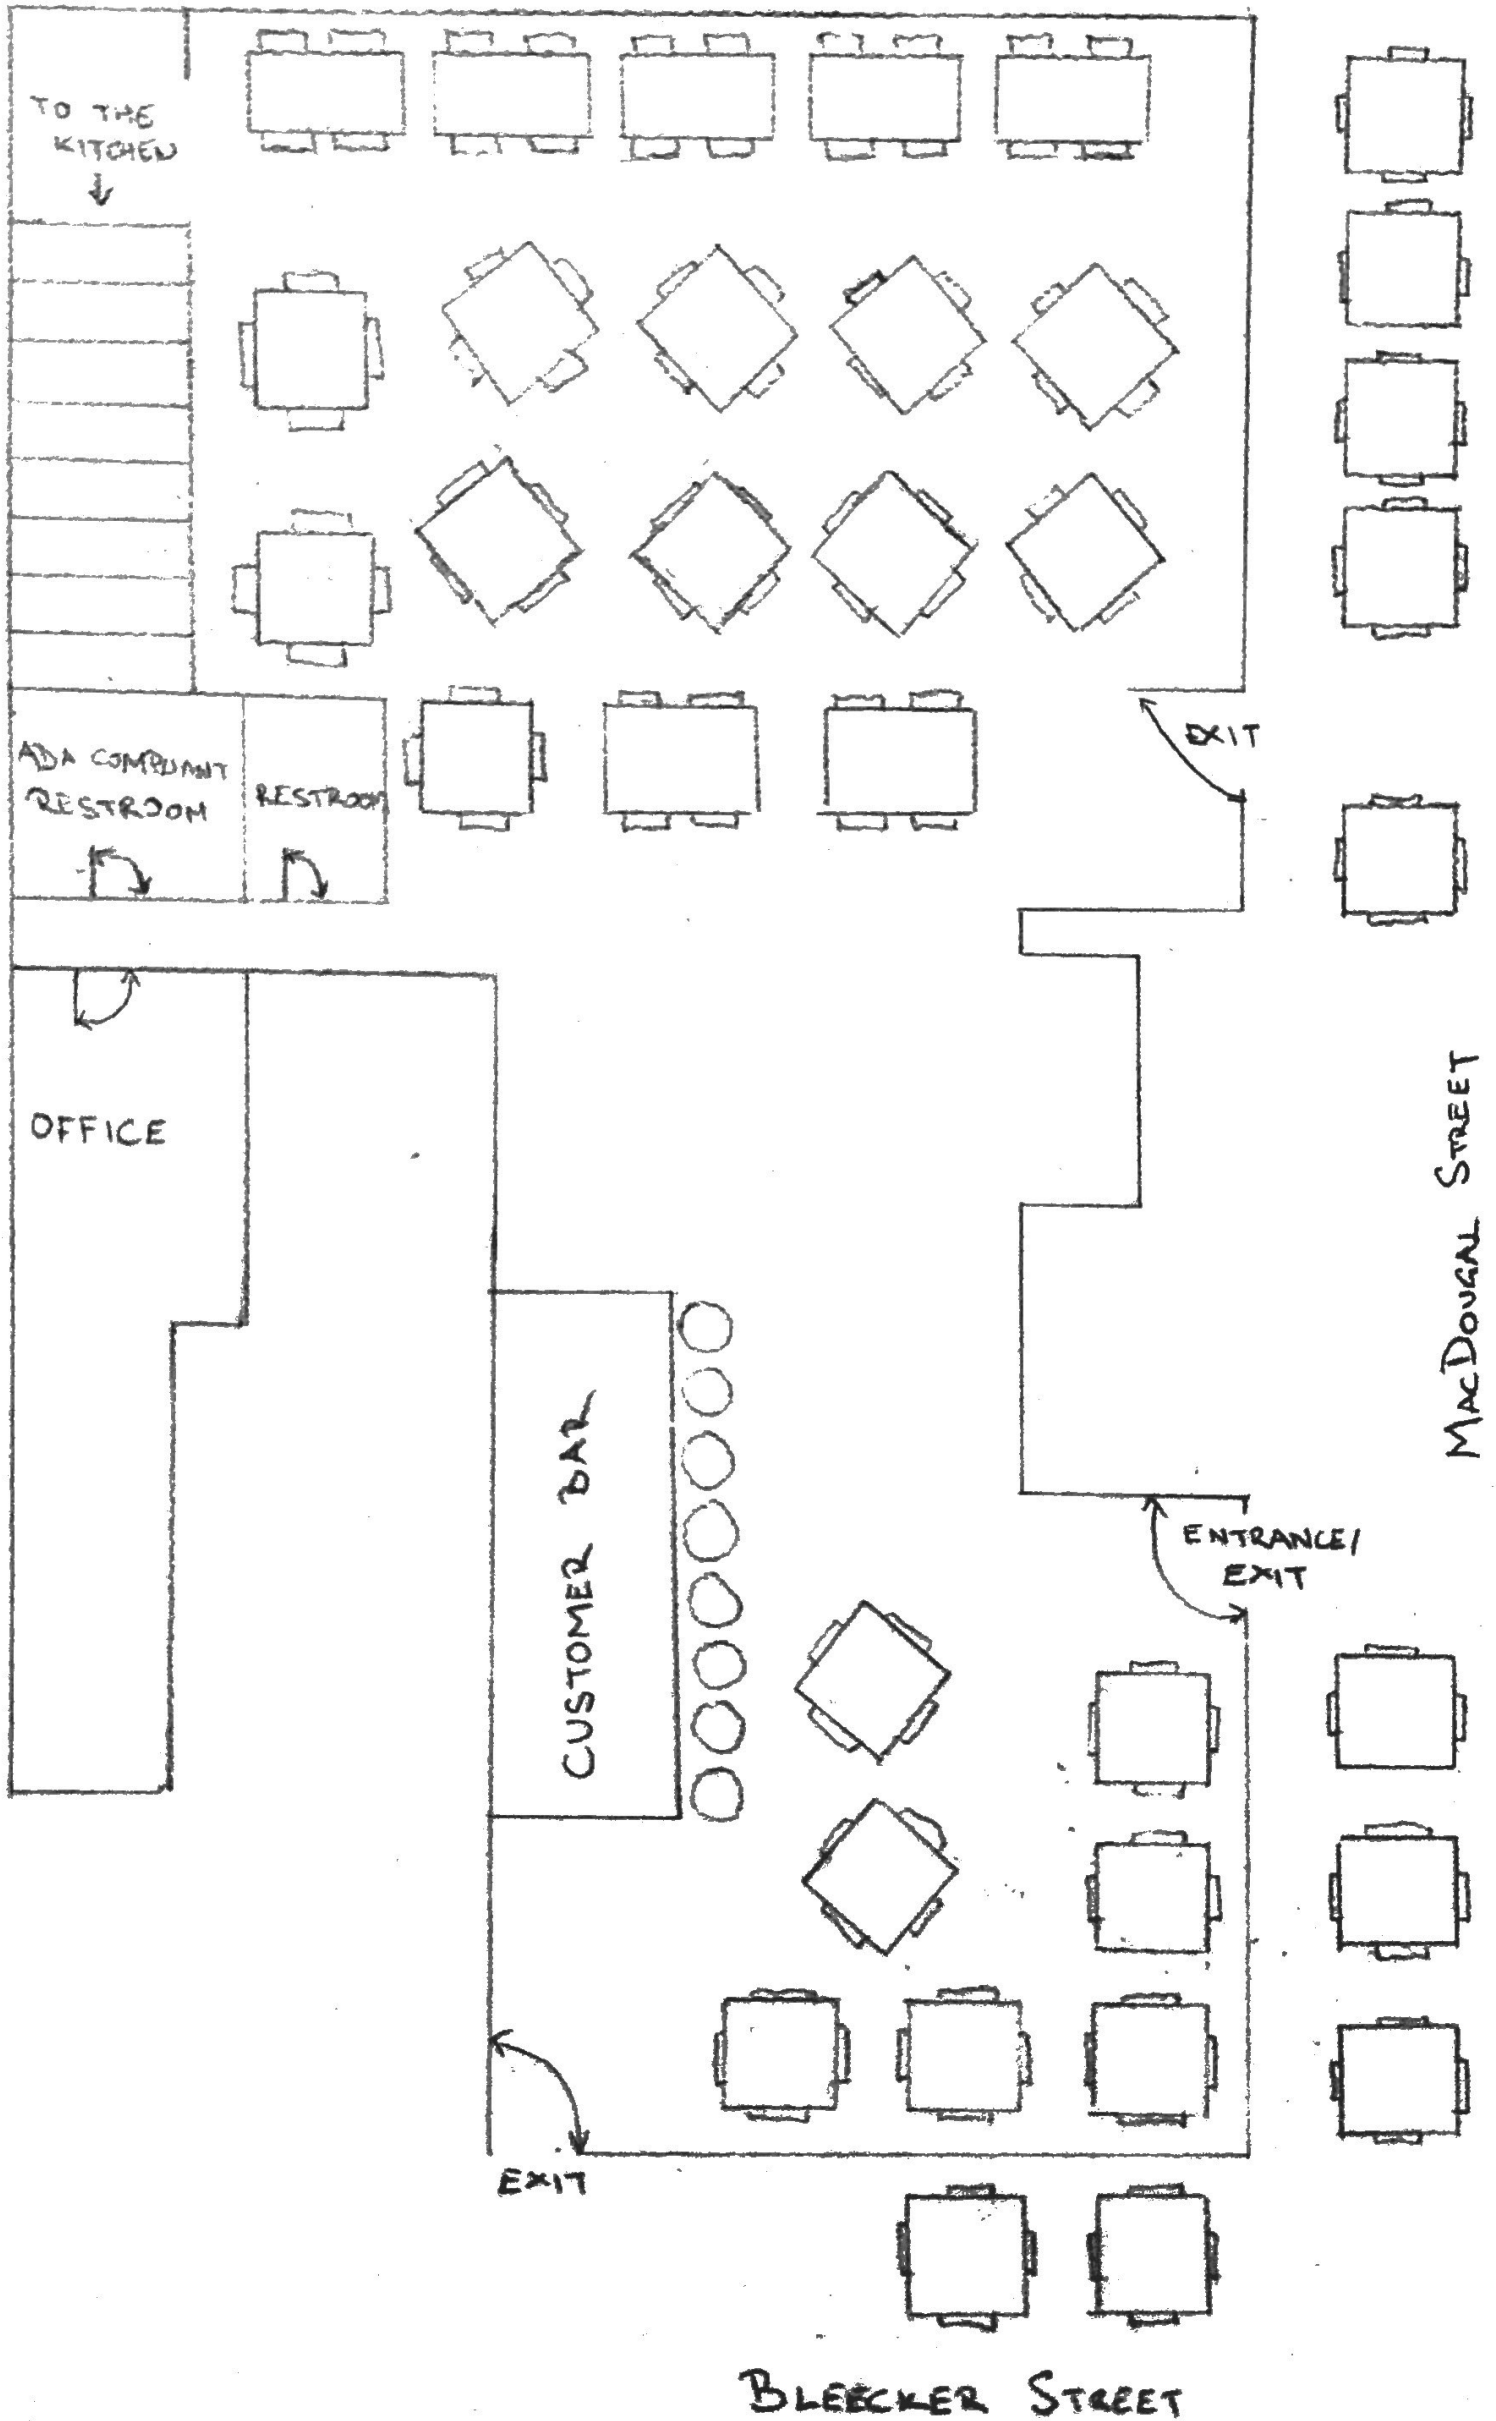 TO THE
KITCHEN
EXIT
ADA COMPLIANT
RESTROOM
RESTROOM
OFFICE
MACDOUGAL STREET
CUSTOMER BAR
ENTRANCE/
EXIT
EXIT
BLEECKER STREET